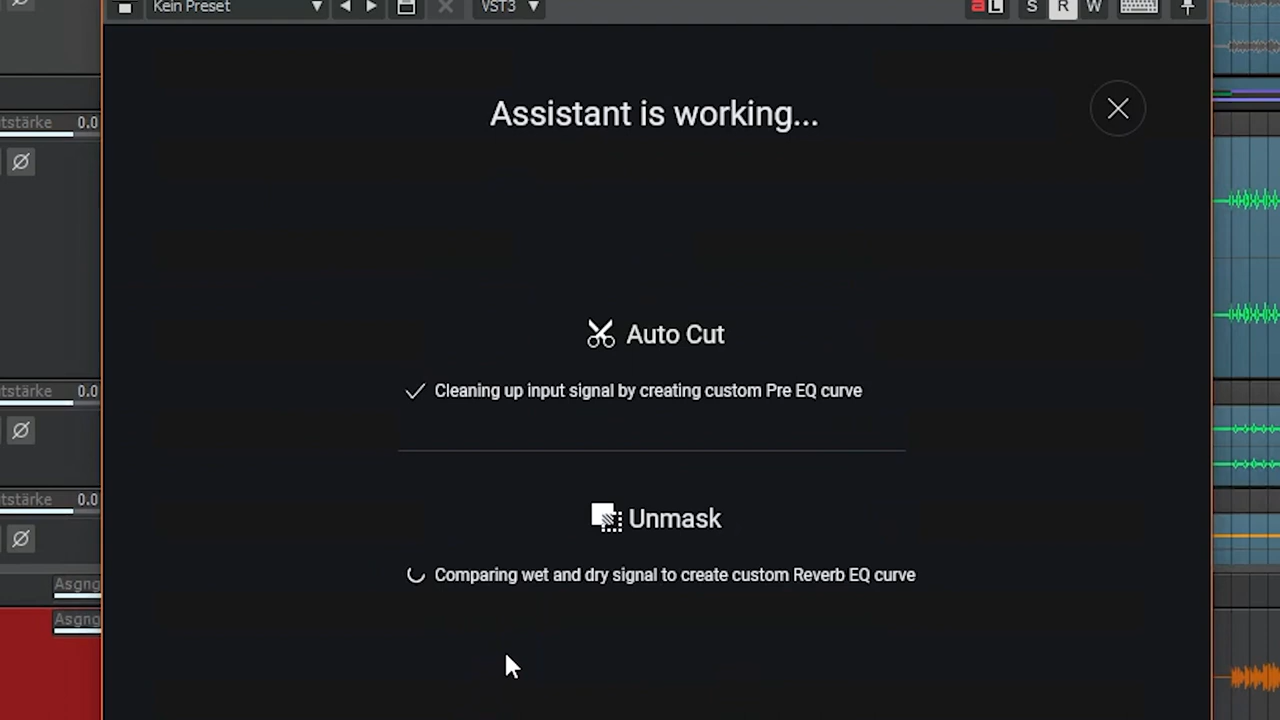 Kein Preset
VST3
aL
S
R
W
Assistant is working...
tstärke 0.0
Auto Cut
Cleaning up input signal by creating custom Pre EQ curve
tstärke 0.0
tstärke 0.0
Unmask
Comparing wet and dry signal to create custom Reverb EQ curve
Asgng
Asgng